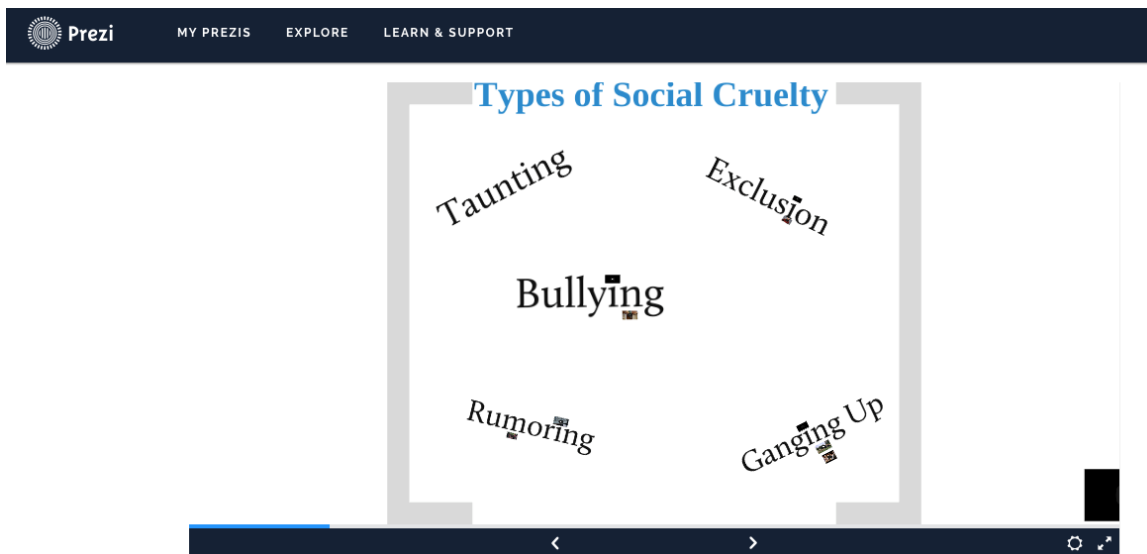 Prezi MY PREZIS EXPLORE LEARN & SUPPORT
Types of Social Cruelty
Taunting
Exclusion
Bullying
Rumoring
Ganging Up